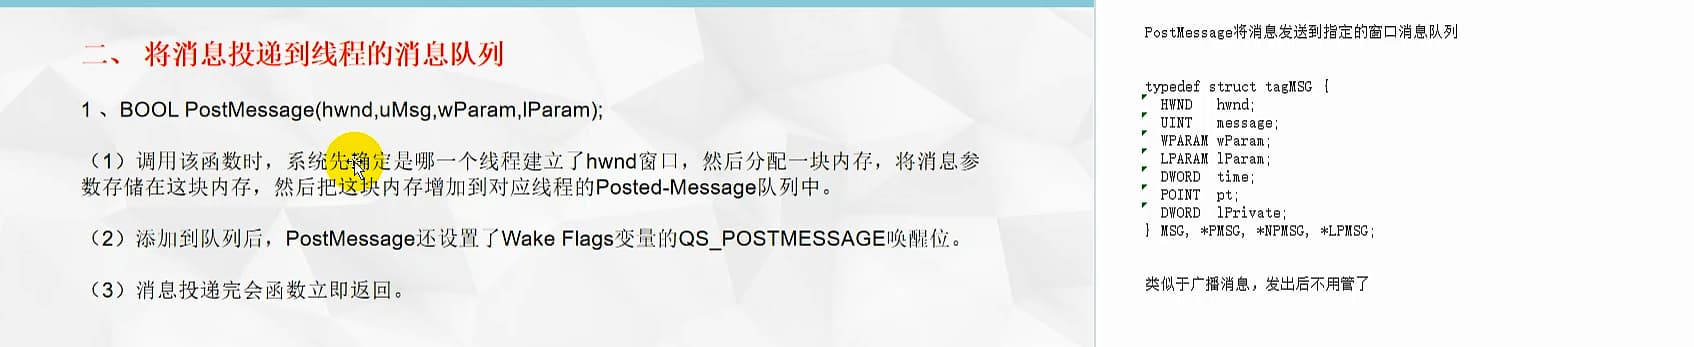 二、 将消息投递到线程的消息队列
1 、BOOL PostMessage(hwnd,uMsg,wParam,lParam);
（1）调用该函数时，系统先确定是哪一个线程建立了hwnd窗口，然后分配一块内存，将消息参
数存储在这块内存，然后把这块内存增加到对应线程的Posted-Message队列中。
（2）添加到队列后，PostMessage还设置了Wake Flags变量的QS_POSTMESSAGE唤醒位。
（3）消息投递完会函数立即返回。
PostMessage将消息发送到指定的窗口消息队列
typedef struct tagMSG {
HWND hwnd;
UINT message;
WPARAM wParam;
LPARAM lParam;
DWORD time;
POINT pt;
DWORD lPrivate;
} MSG, *PMSG, *NPMSG, *LPMSG;
类似于广播消息，发出后不用管了